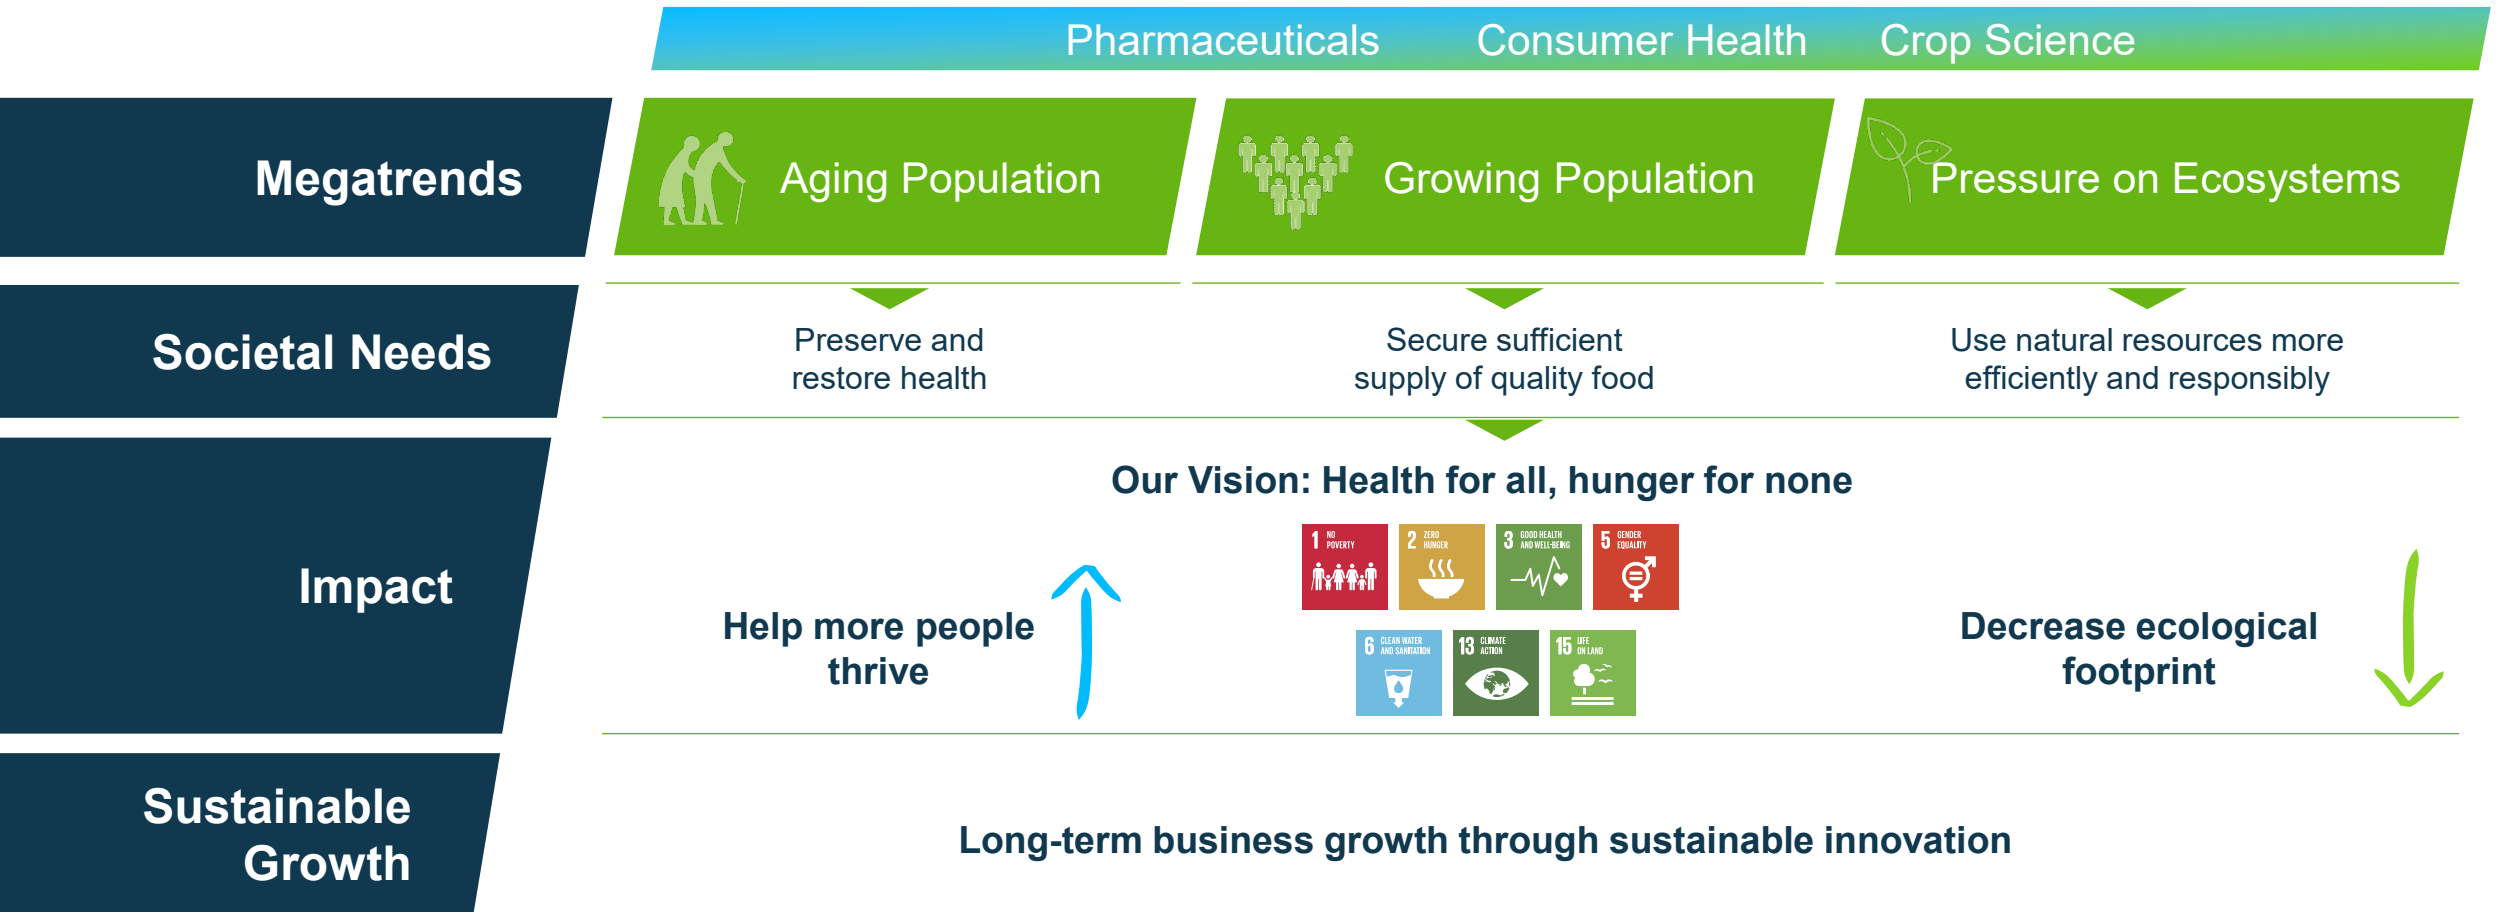 Pharmaceuticals Consumer Health Crop Science
Megatrends
Aging Population
Growing Population
Pressure on Ecosystems
Societal Needs
Preserve and
restore health
Secure sufficient
supply of quality food
Use natural resources more
efficiently and responsibly
Impact
Our Vision: Health for all, hunger for none
Help more people
thrive
1 NO
POVERTY
2 ZERO
HUNGER
3 GOOD HEALTH
AND WELL-BEING
5 GENDER
EQUALITY
6 CLEAN WATER
AND SANITATION
13 CLIMATE
ACTION
15 LIFE
ON LAND
Decrease ecological
footprint
Sustainable
Growth
Long-term business growth through sustainable innovation